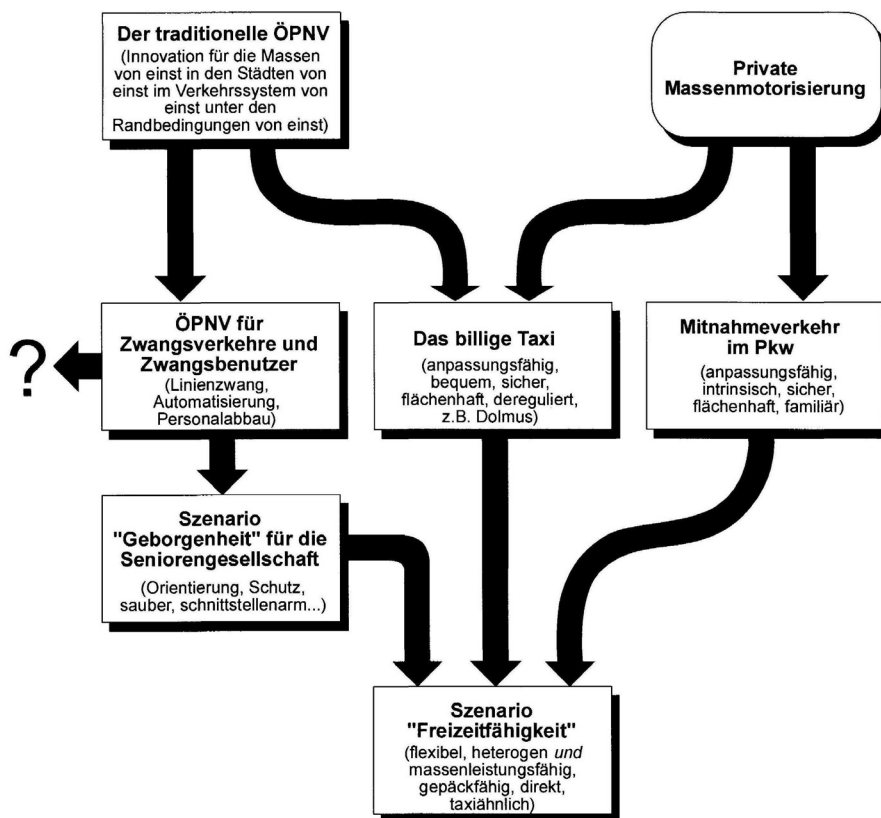 Der traditionelle ÖPNV
(Innovation für die Massen
von einst in den Städten von
einst im Verkehrssystem von
einst unter den
Randbedingungen von einst)
Private
Massenmotorisierung
?
ÖPNV für
Zwangsverkehre und
Zwangsbenutzer
(Linienzwang,
Automatisierung,
Personalabbau)
Das billige Taxi
(anpassungsfähig,
bequem, sicher,
flächenhaft, dereguliert,
z.B. Dolmus)
Mitnahmeverkehr
im Pkw
(anpassungsfähig,
intrinsisch, sicher,
flächenhaft, familiär)
Szenario
"Geborgenheit" für die
Seniorengesellschaft
(Orientierung, Schutz,
sauber, schnittstellenarm...)
Szenario
"Freizeitfähigkeit"
(flexibel, heterogen und
massenleistungsfähig,
gepäckfähig, direkt,
taxiähnlich)